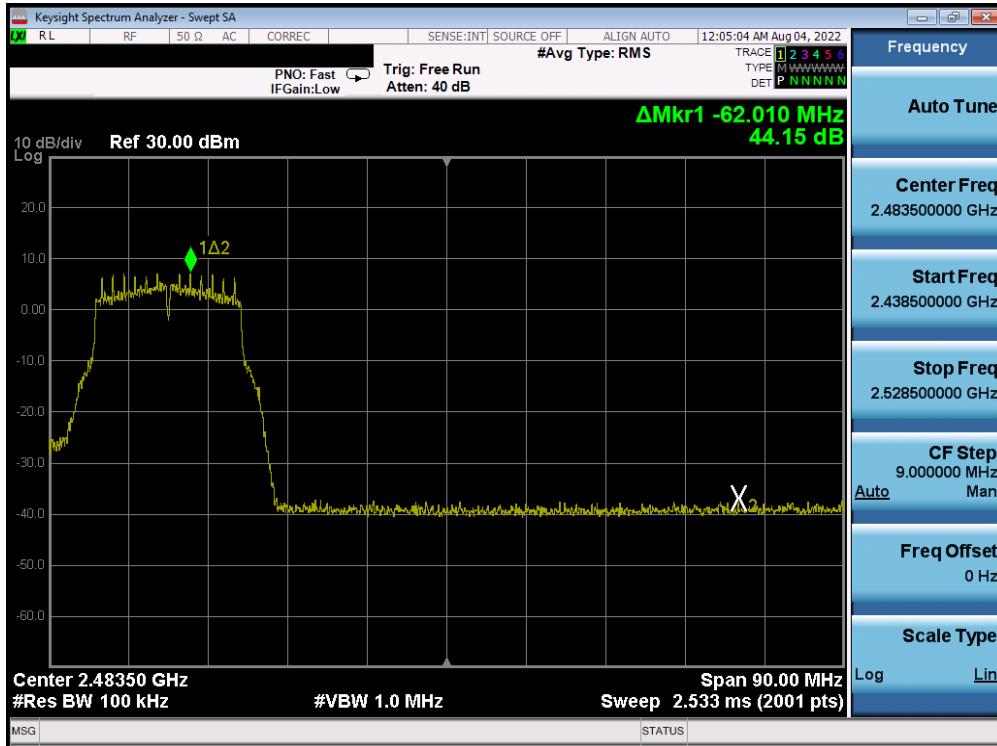 Keysight Spectrum Analyzer - Swept SA
LXI RL RF 50 Ω AC CORREC SENSE:INT SOURCE OFF ALIGN AUTO 12:05:04 AM Aug 04, 2022
#Avg Type: RMS
TRACE 1 2 3 4 5 6
TYPE M W W W W W
DET P N N N N N
PNO: Fast
IFGain:Low
Trig: Free Run
Atten: 40 dB
ΔMkr1 -62.010 MHz
44.15 dB
10 dB/div Ref 30.00 dBm
Log
20.0
10.0
0.00
-10.0
-20.0
-30.0
-40.0
-50.0
-60.0
1Δ2
X2
Center 2.48350 GHz Span 90.00 MHz
#Res BW 100 kHz #VBW 1.0 MHz Sweep 2.533 ms (2001 pts)
MSG STATUS
Frequency
Auto Tune
Center Freq
2.483500000 GHz
Start Freq
2.438500000 GHz
Stop Freq
2.528500000 GHz
CF Step
9.000000 MHz
Auto Man
Freq Offset
0 Hz
Scale Type
Log Lin